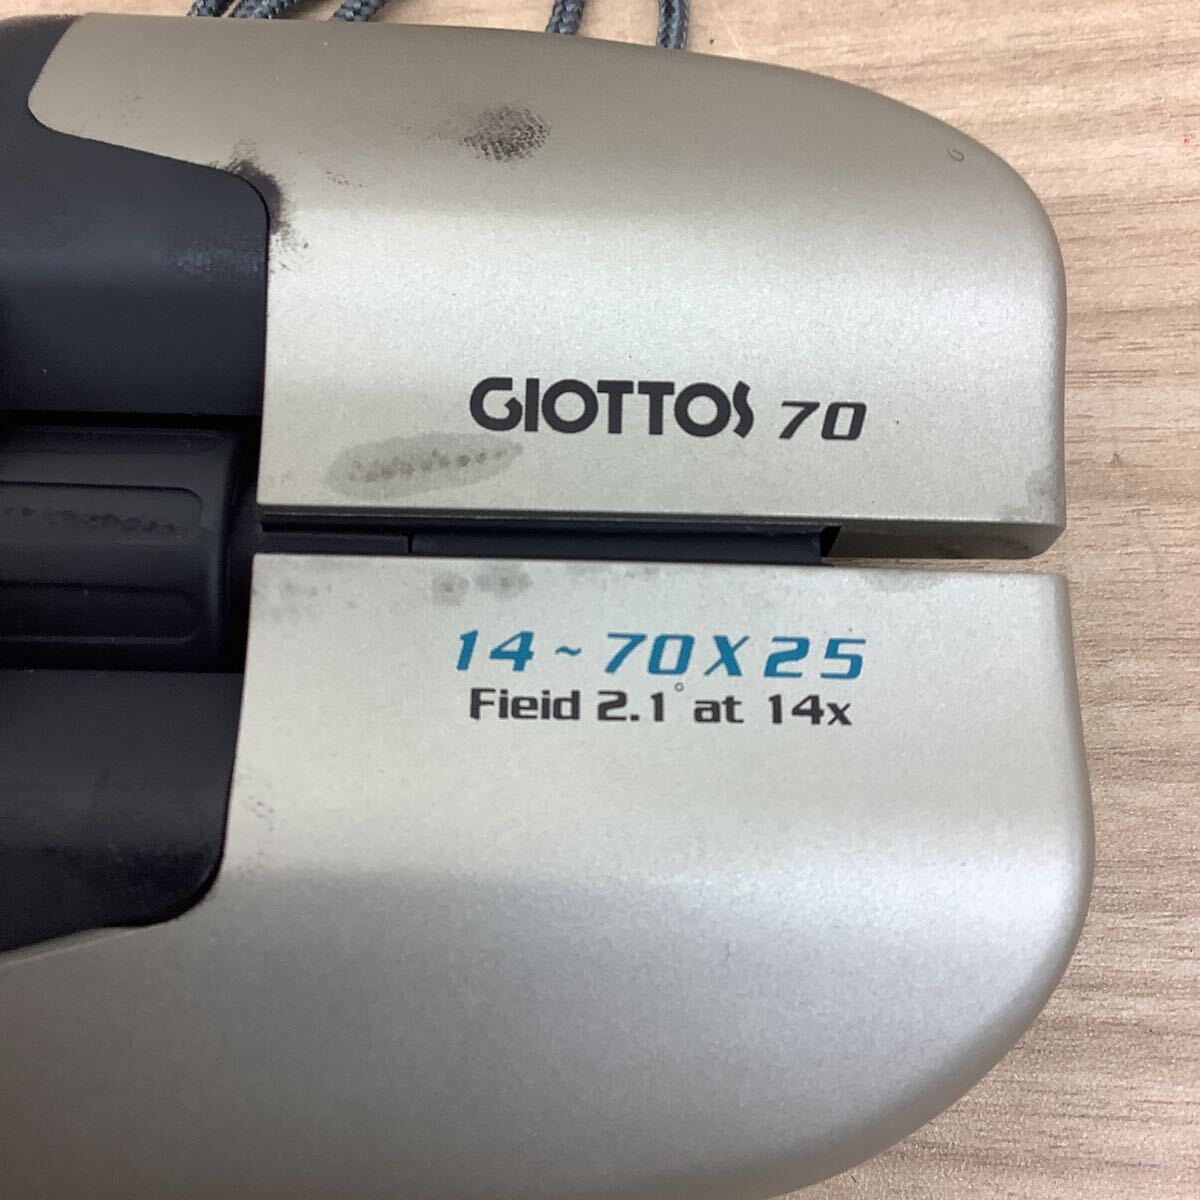 GIOTTOS 70
14~70X25
Fieid 2.1° at 14x